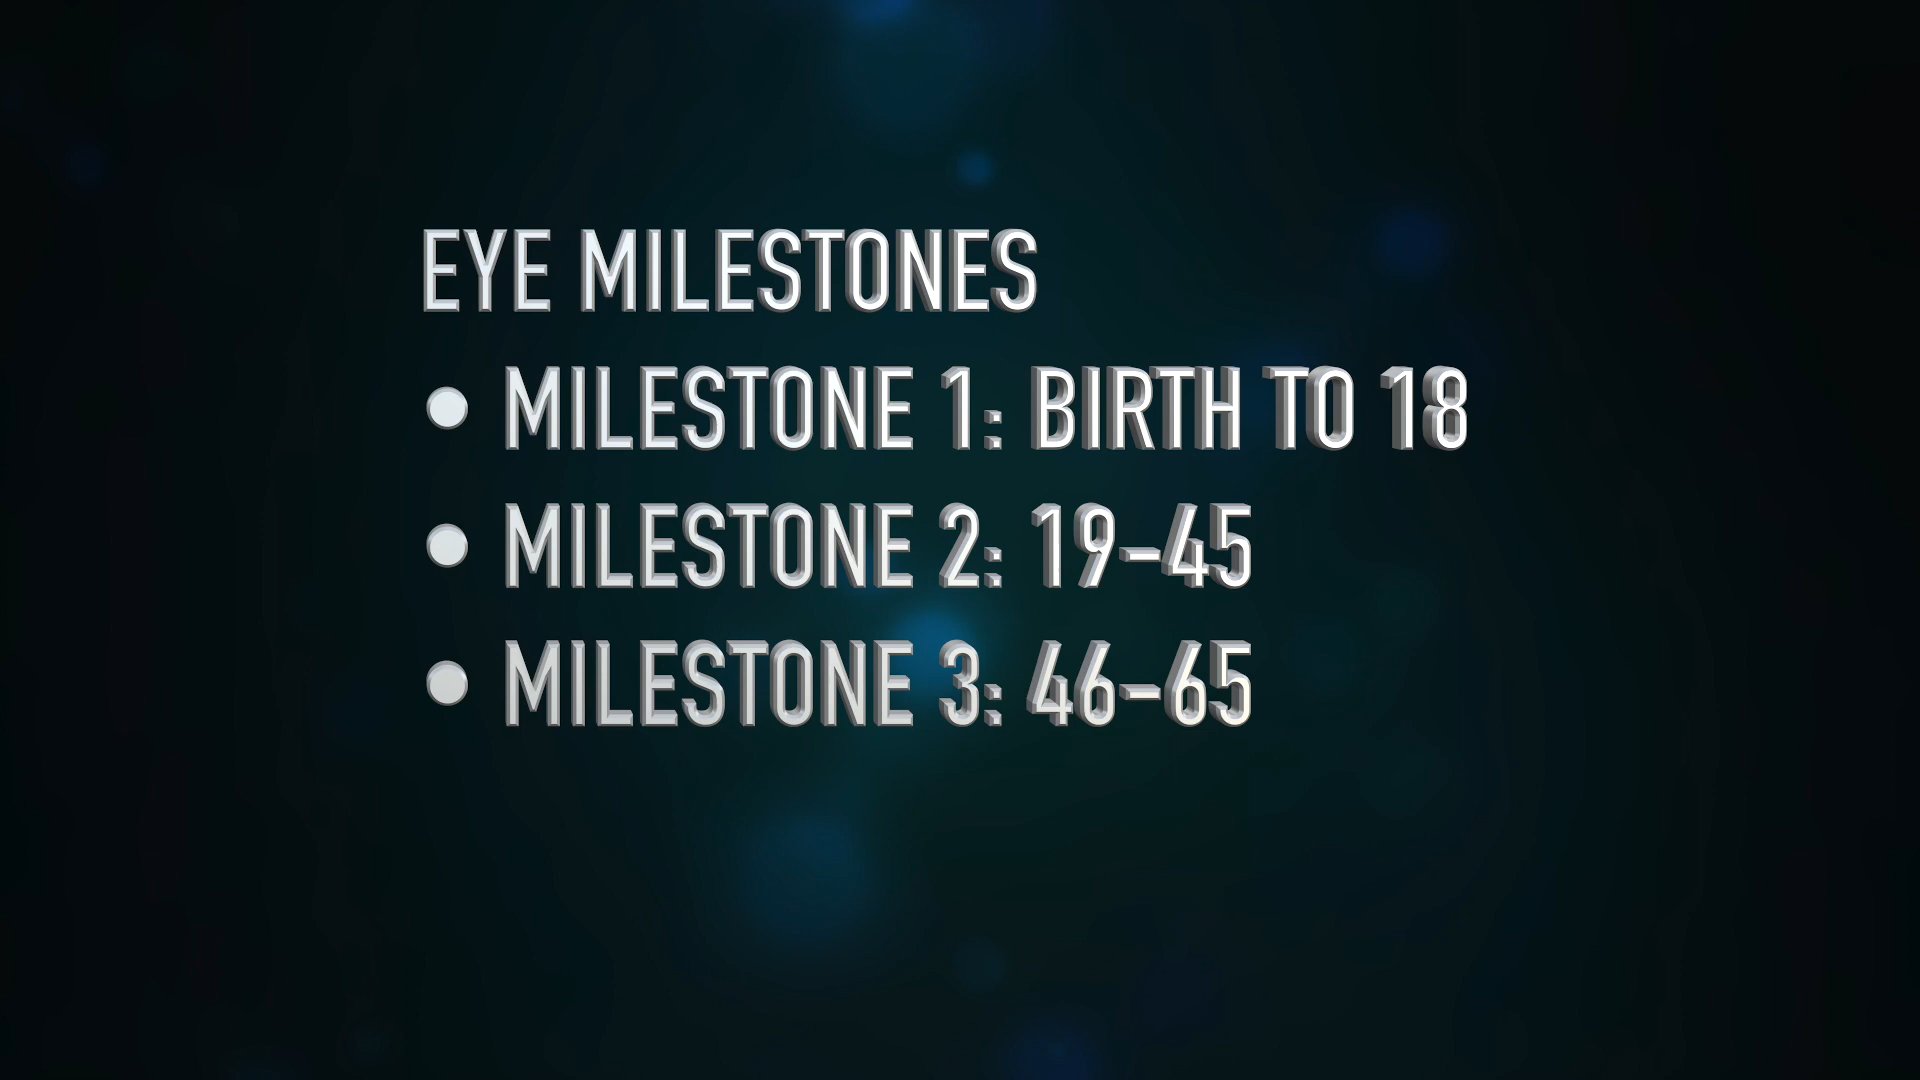 EYE MILESTONES
• MILESTONE 1: BIRTH TO 18
• MILESTONE 2: 19–45
• MILESTONE 3: 46–65